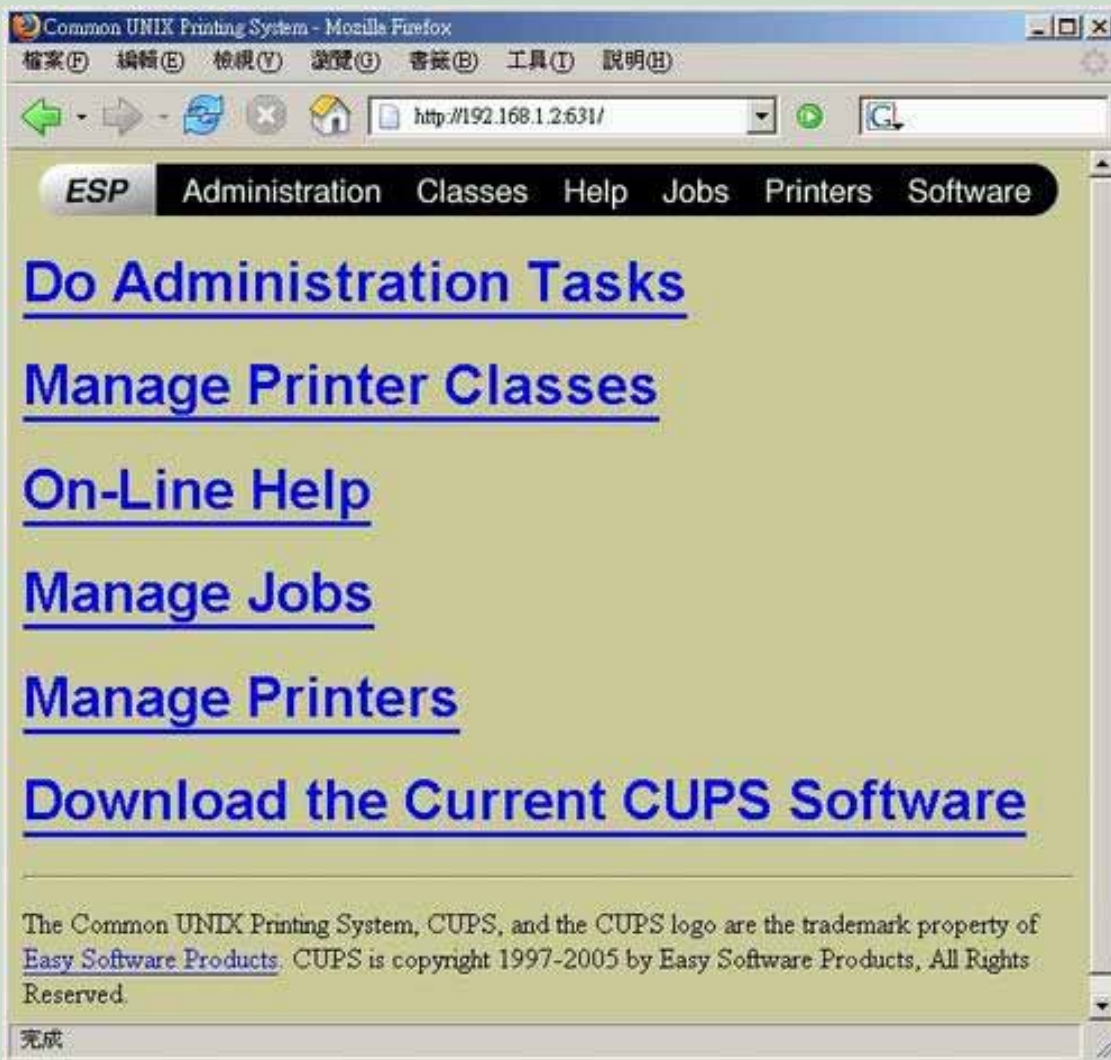 Common UNIX Printing System - Mozilla Firefox
檔案(F) 編輯(E) 檢視(V) 瀏覽(G) 書籤(B) 工具(T) 說明(H)
http://192.168.1.2:631/
G
ESP Administration Classes Help Jobs Printers Software
Do Administration Tasks
Manage Printer Classes
On-Line Help
Manage Jobs
Manage Printers
Download the Current CUPS Software
The Common UNIX Printing System, CUPS, and the CUPS logo are the trademark property of
Easy Software Products. CUPS is copyright 1997-2005 by Easy Software Products, All Rights
Reserved.
完成